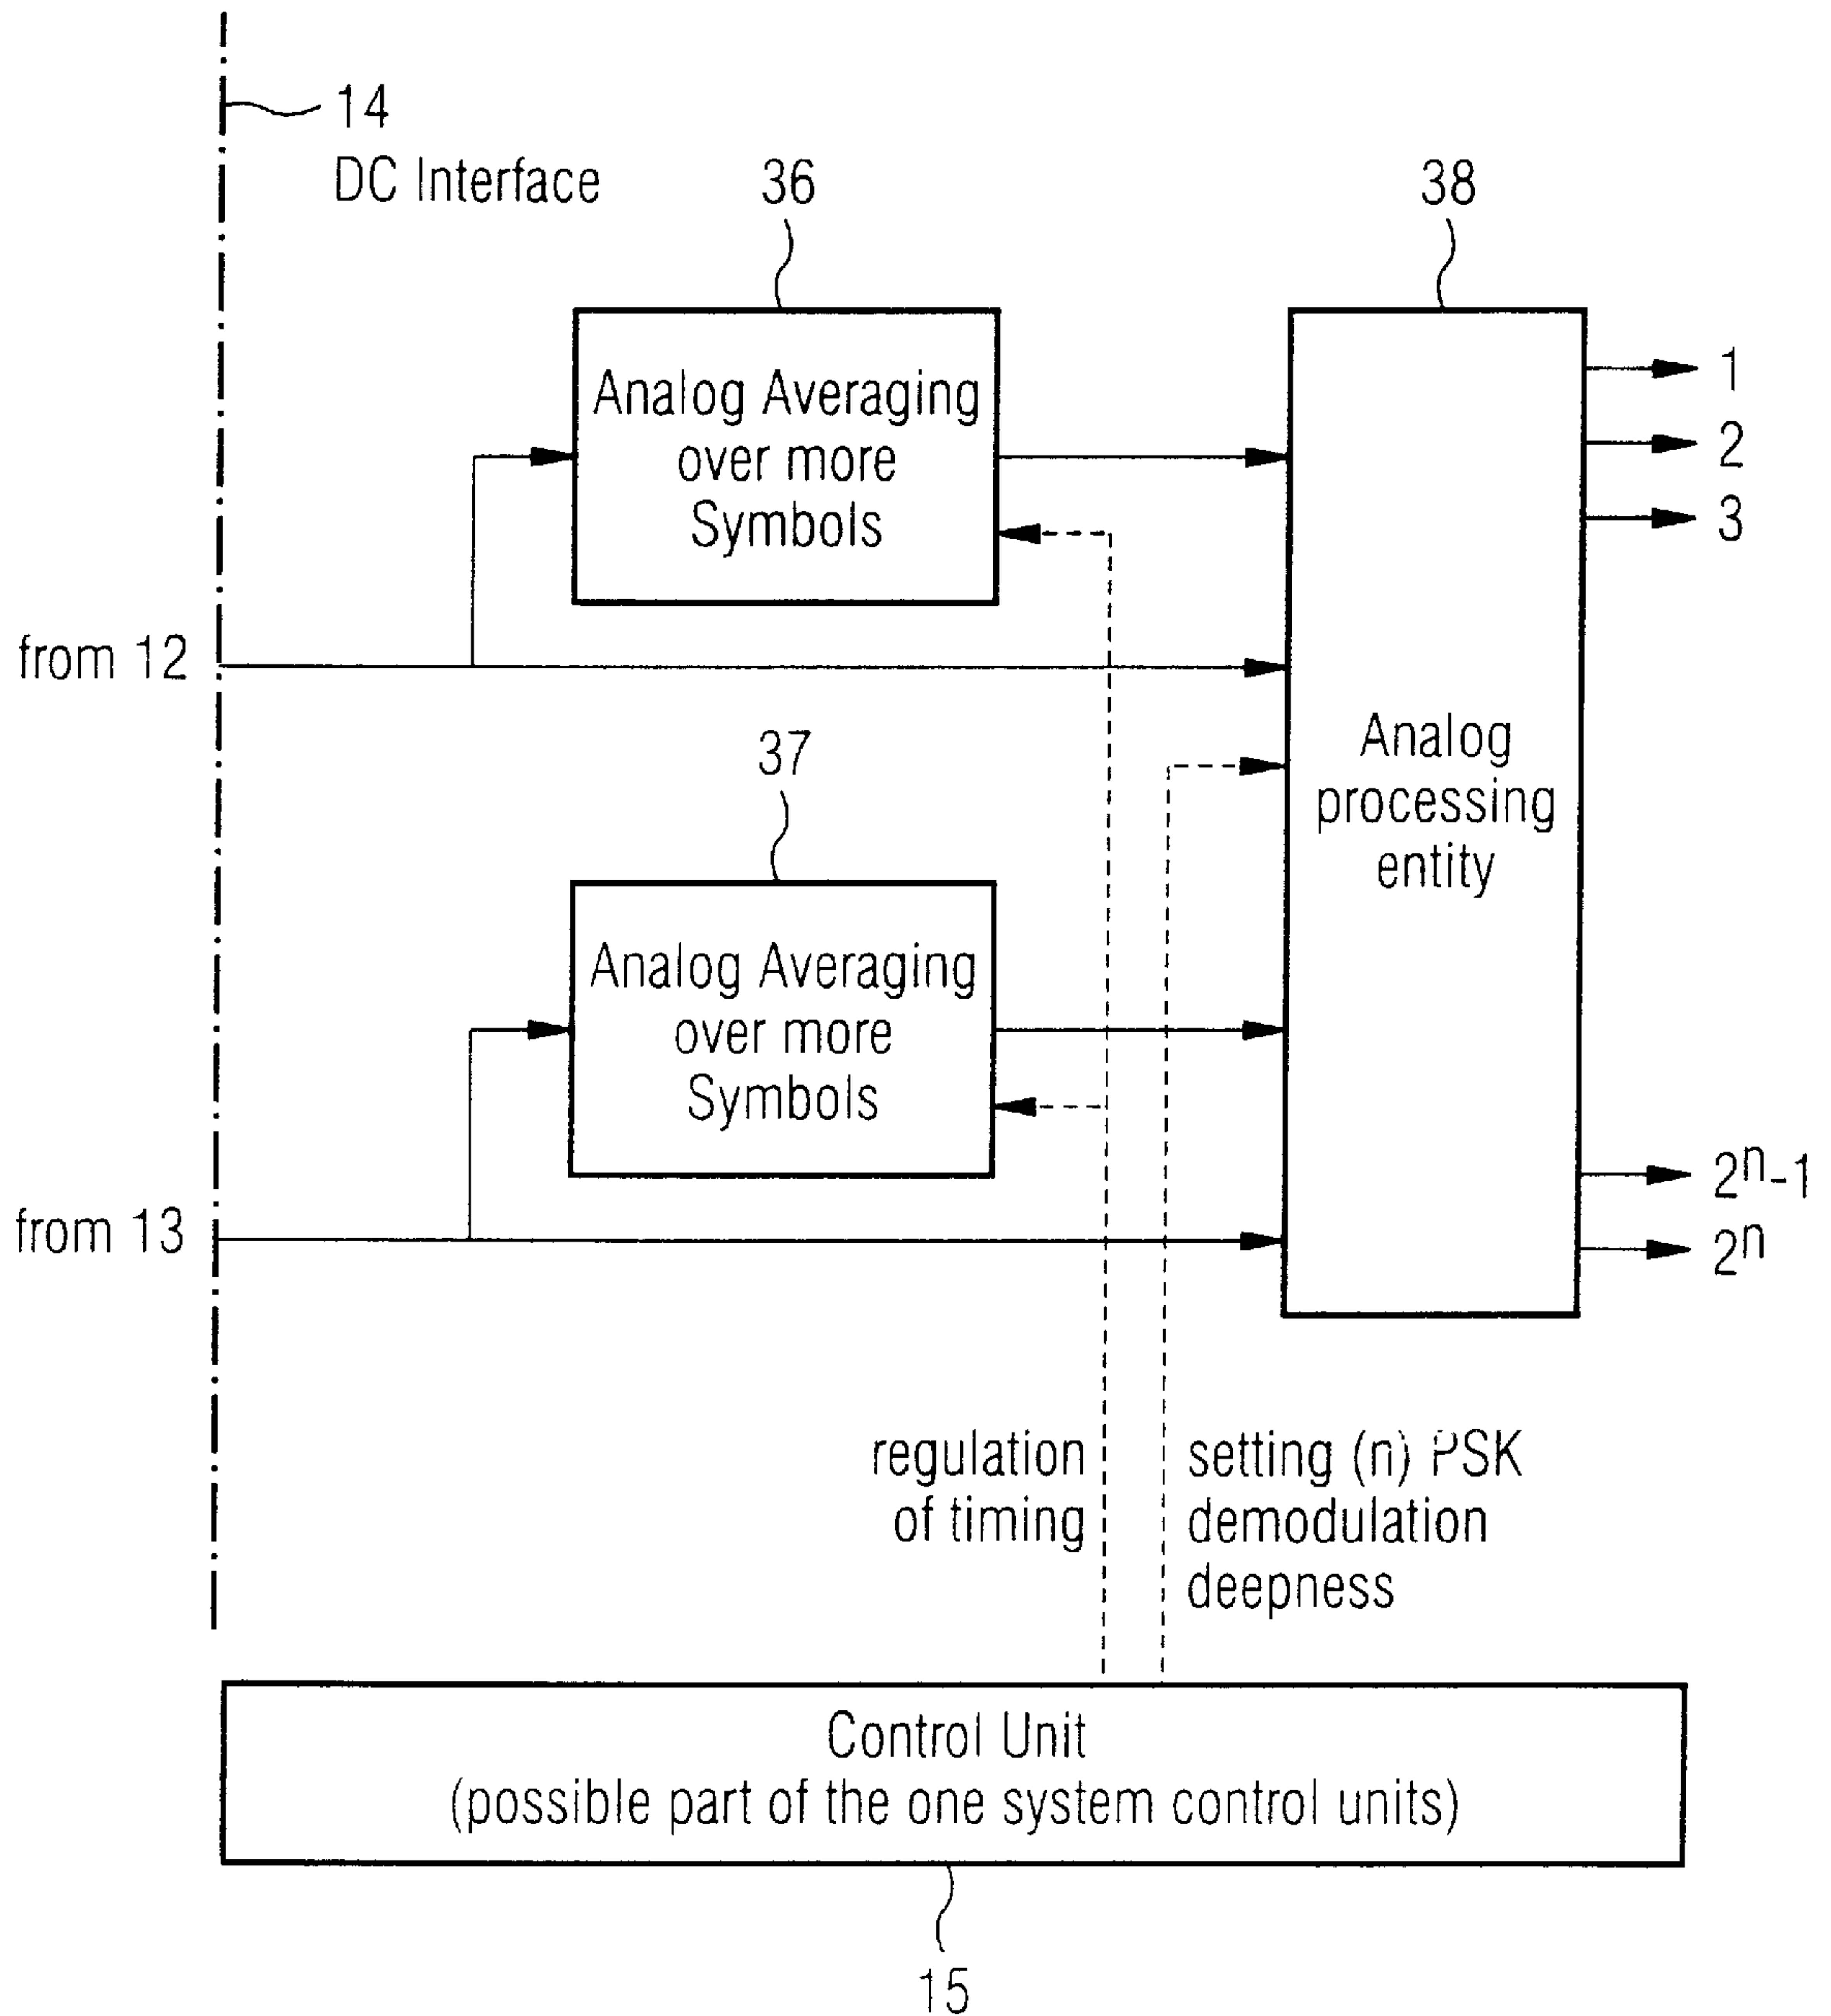 14
DC Interface
36
38
Analog Averaging
over more
Symbols
1
2
3
from 12
37
Analog
processing
entity
Analog Averaging
over more
Symbols
2ⁿ-1
from 13
2ⁿ
regulation
of timing
setting (n) PSK
demodulation
deepness
Control Unit
(possible part of the one system control units)
15